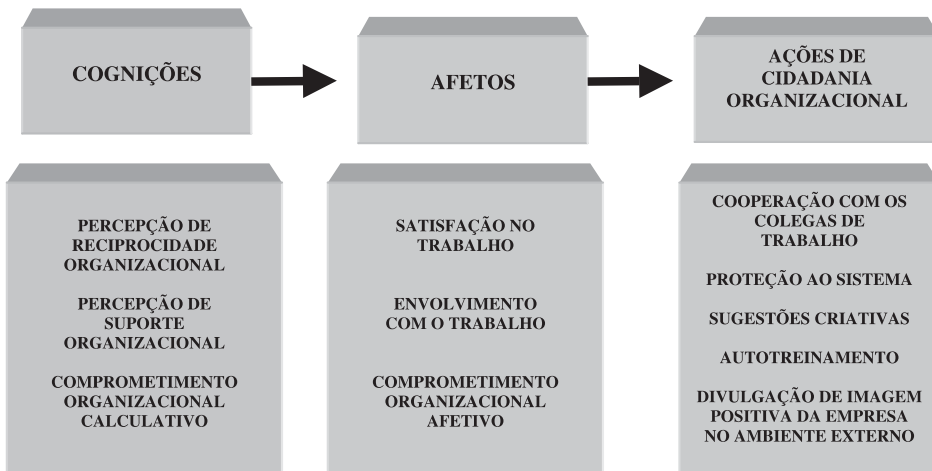 COGNIÇÕES
AFETOS
AÇÕES DE
CIDADANIA
ORGANIZACIONAL
PERCEPÇÃO DE
RECIPROCIDADE
ORGANIZACIONAL
PERCEPÇÃO DE
SUPORTE
ORGANIZACIONAL
COMPROMETIMENTO
ORGANIZACIONAL
CALCULATIVO
SATISFAÇÃO NO
TRABALHO
ENVOLVIMENTO
COM O TRABALHO
COMPROMETIMENTO
ORGANIZACIONAL
AFETIVO
COOPERAÇÃO COM OS
COLEGAS DE
TRABALHO
PROTEÇÃO AO SISTEMA
SUGESTÕES CRIATIVAS
AUTOTREINAMENTO
DIVULGAÇÃO DE IMAGEM
POSITIVA DA EMPRESA
NO AMBIENTE EXTERNO